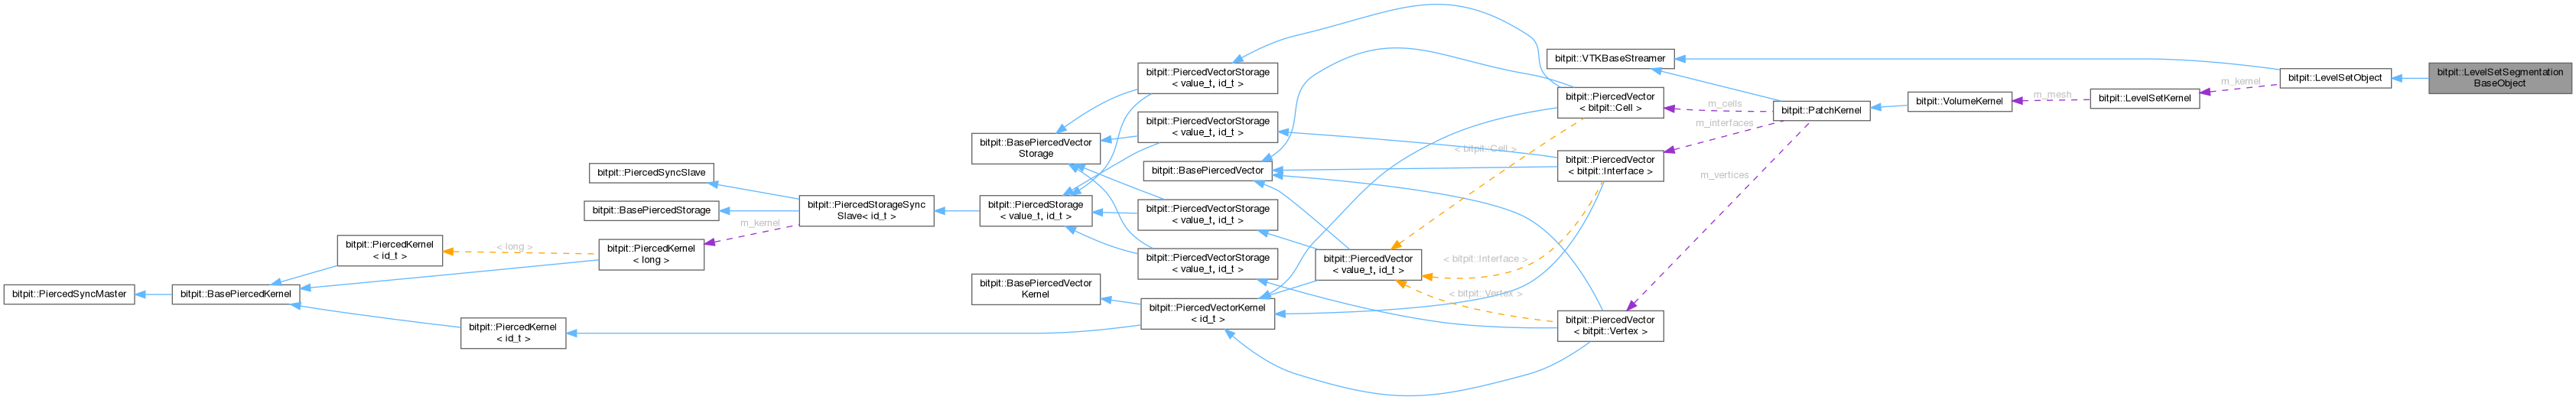 bitpit::VTKBaseStreamer
bitpit::LevelSetSegmentation
BaseObject
bitpit::LevelSetObject
m_kernel
bitpit::LevelSetKernel
m_mesh
bitpit::VolumeKernel
bitpit::PatchKernel
m_cells
m_interfaces
m_vertices
bitpit::PiercedVector
< bitpit::Cell >
bitpit::PiercedVector
< bitpit::Interface >
bitpit::PiercedVector
< bitpit::Vertex >
< bitpit::Cell >
< bitpit::Interface >
< bitpit::Vertex >
bitpit::PiercedVector
< value_t, id_t >
bitpit::PiercedVectorStorage
< value_t, id_t >
bitpit::PiercedVectorStorage
< value_t, id_t >
bitpit::BasePiercedVector
bitpit::PiercedVectorStorage
< value_t, id_t >
bitpit::PiercedVectorStorage
< value_t, id_t >
bitpit::PiercedVectorKernel
< id_t >
bitpit::BasePiercedVector
Storage
bitpit::PiercedStorage
< value_t, id_t >
bitpit::BasePiercedVector
Kernel
bitpit::PiercedStorageSync
Slave< id_t >
m_kernel
bitpit::PiercedSyncSlave
bitpit::BasePiercedStorage
bitpit::PiercedKernel
< long >
< long >
bitpit::PiercedKernel
< id_t >
bitpit::PiercedKernel
< id_t >
bitpit::BasePiercedKernel
bitpit::PiercedSyncMaster